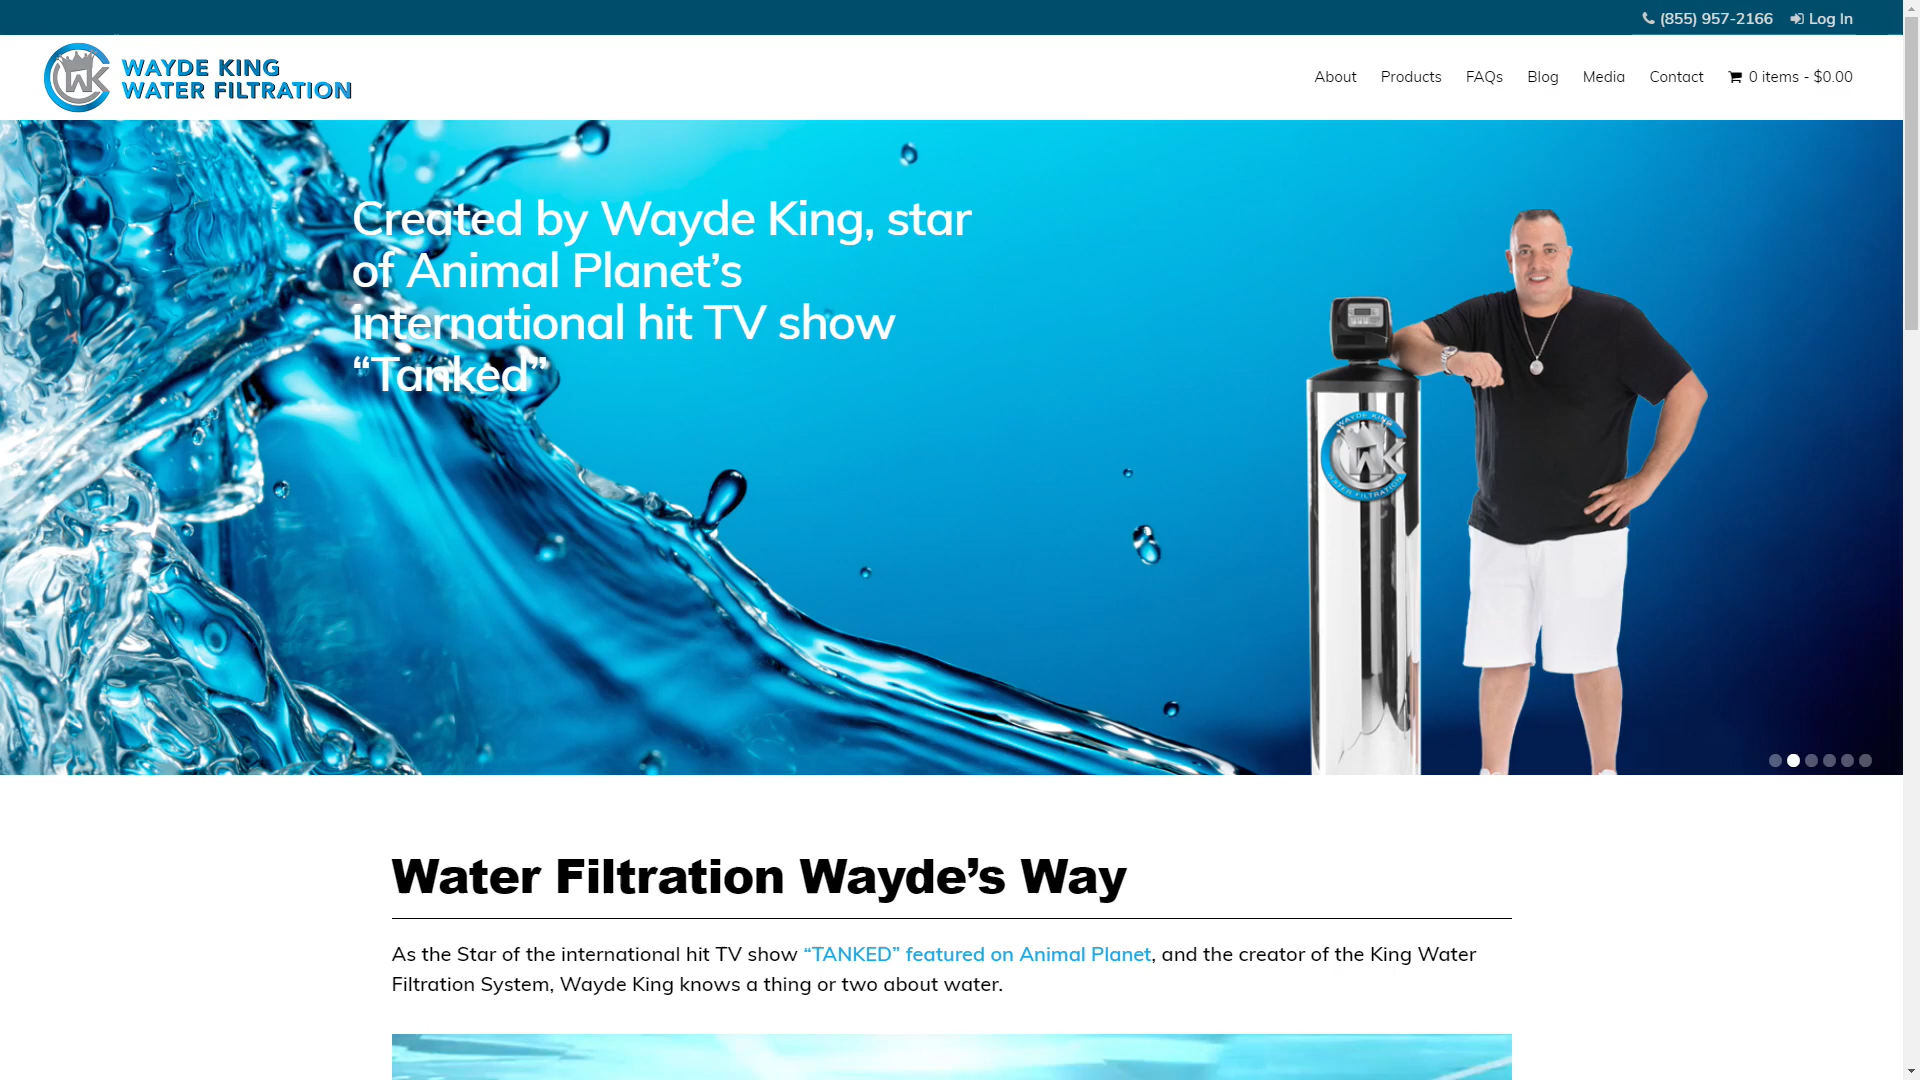 (855) 957-2166 Log In
WAYDE KING
WATER FILTRATION
About Products FAQs Blog Media Contact 0 items - $0.00
Created by Wayde King, star
of Animal Planet’s
international hit TV show
“Tanked”
WAYDE KING
WK
WATER FILTRATION
Water Filtration Wayde’s Way
As the Star of the international hit TV show “TANKED” featured on Animal Planet, and the creator of the King Water
Filtration System, Wayde King knows a thing or two about water.